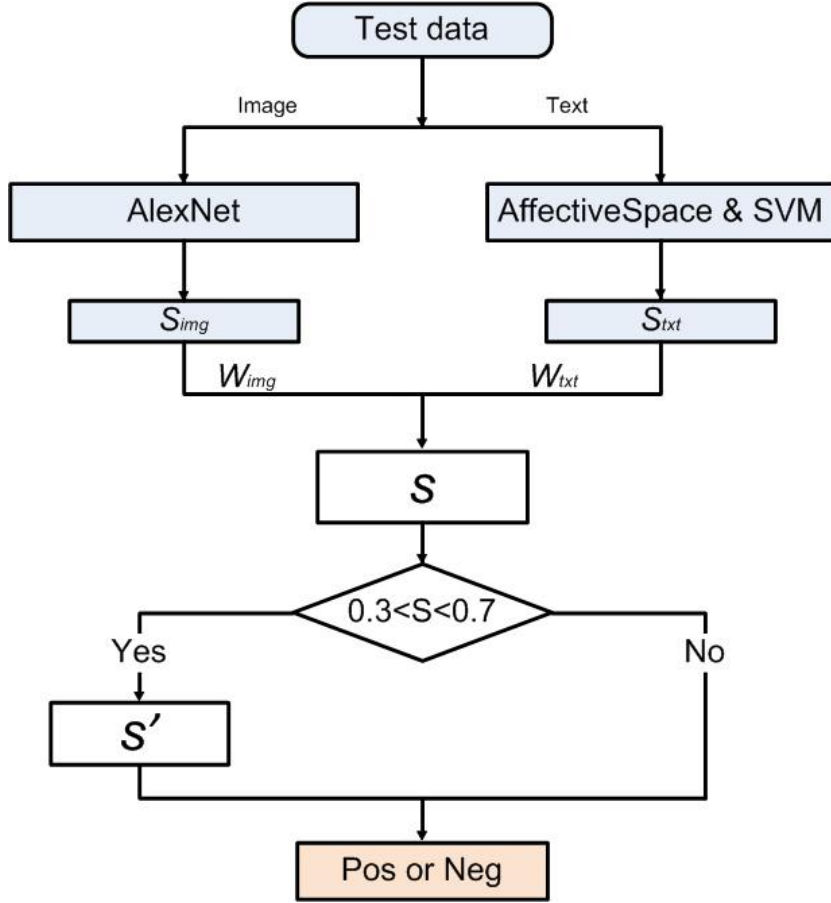 Test data
Image
Text
AlexNet
AffectiveSpace & SVM
Simg
Stxt
Wimg
Wtxt
S
0.3<S<0.7
Yes
No
S'
Pos or Neg